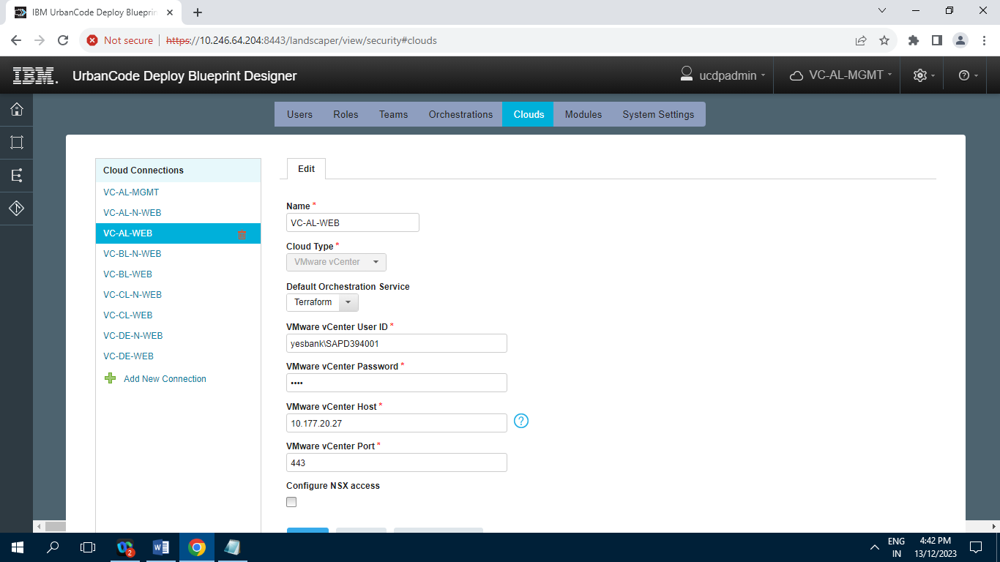 IBM UrbanCode Deploy Blueprin
Not secure https://10.246.64.204:8443/landscaper/view/security#clouds
IBM. UrbanCode Deploy Blueprint Designer ucdpadmin VC-AL-MGMT
Users Roles Teams Orchestrations Clouds Modules System Settings
Cloud Connections
VC-AL-MGMT
VC-AL-N-WEB
VC-AL-WEB
VC-BL-N-WEB
VC-BL-WEB
VC-CL-N-WEB
VC-CL-WEB
VC-DE-N-WEB
VC-DE-WEB
Add New Connection
Edit
Name *
VC-AL-WEB
Cloud Type *
VMware vCenter
Default Orchestration Service
Terraform
VMware vCenter User ID *
yesbank\SAPD394001
VMware vCenter Password *
••••
VMware vCenter Host *
10.177.20.27
VMware vCenter Port *
443
Configure NSX access
2
ENG
IN
4:42 PM
13/12/2023